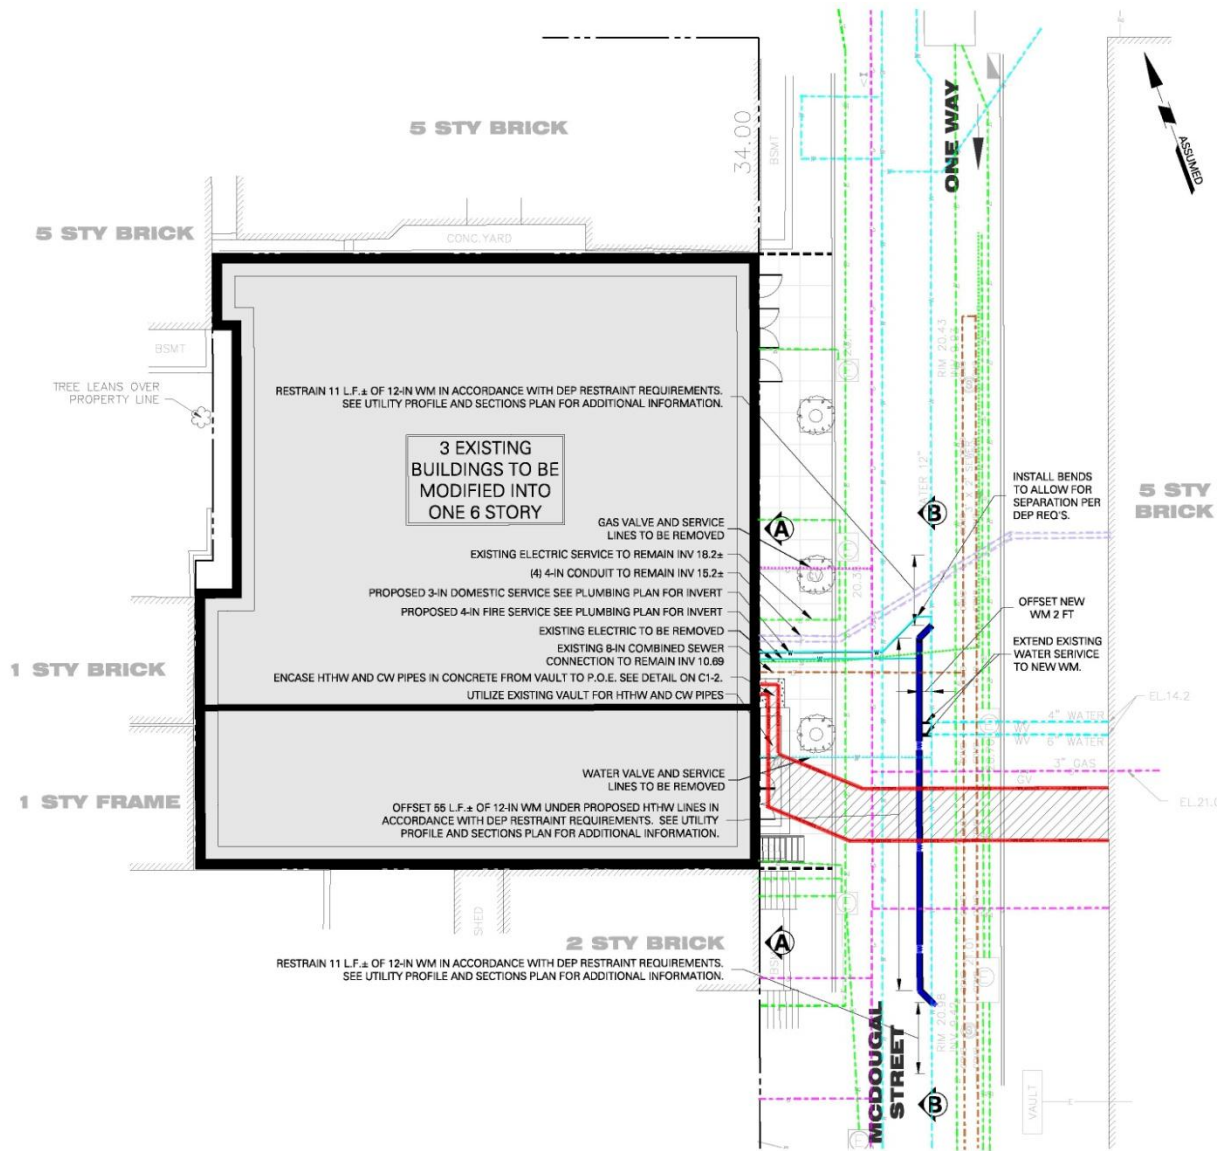 5 STY BRICK
34.00
BSMT
ONE WAY
ASSUMED
5 STY BRICK
CONC. YARD
BSMT
TREE LEANS OVER
PROPERTY LINE
RIM 20.43
RESTRAIN 11 L.F.± OF 12-IN WM IN ACCORDANCE WITH DEP RESTRAINT REQUIREMENTS.
SEE UTILITY PROFILE AND SECTIONS PLAN FOR ADDITIONAL INFORMATION.
3 EXISTING
BUILDINGS TO BE
MODIFIED INTO
ONE 6 STORY
WATER 12"
SEWER
INSTALL BENDS
TO ALLOW FOR
SEPARATION PER
DEP REQ'S.
5 STY
BRICK
A
B
GAS VALVE AND SERVICE
LINES TO BE REMOVED
EXISTING ELECTRIC SERVICE TO REMAIN INV 18.2±
(4) 4-IN CONDUIT TO REMAIN INV 15.2±
PROPOSED 3-IN DOMESTIC SERVICE SEE PLUMBING PLAN FOR INVERT
PROPOSED 4-IN FIRE SERVICE SEE PLUMBING PLAN FOR INVERT
EXISTING ELECTRIC TO BE REMOVED
EXISTING 8-IN COMBINED SEWER
CONNECTION TO REMAIN INV 10.69
ENCASE HTHW AND CW PIPES IN CONCRETE FROM VAULT TO P.O.E. SEE DETAIL ON C1-2.
UTILIZE EXISTING VAULT FOR HTHW AND CW PIPES
OFFSET NEW
WM 2 FT
EXTEND EXISTING
WATER SERVICE
TO NEW WM.
1 STY BRICK
EL.14.2
4" WATER
WV
6" WATER
WV
3" GAS
GV
WATER VALVE AND SERVICE
LINES TO BE REMOVED
1 STY FRAME
OFFSET 55 L.F.± OF 12-IN WM UNDER PROPOSED HTHW LINES IN
ACCORDANCE WITH DEP RESTRAINT REQUIREMENTS. SEE UTILITY
PROFILE AND SECTIONS PLAN FOR ADDITIONAL INFORMATION.
SHED
2 STY BRICK
A
RESTRAIN 11 L.F.± OF 12-IN WM IN ACCORDANCE WITH DEP RESTRAINT REQUIREMENTS.
SEE UTILITY PROFILE AND SECTIONS PLAN FOR ADDITIONAL INFORMATION.
RIM 20.98
MCDOUGAL
STREET
B
VAULT